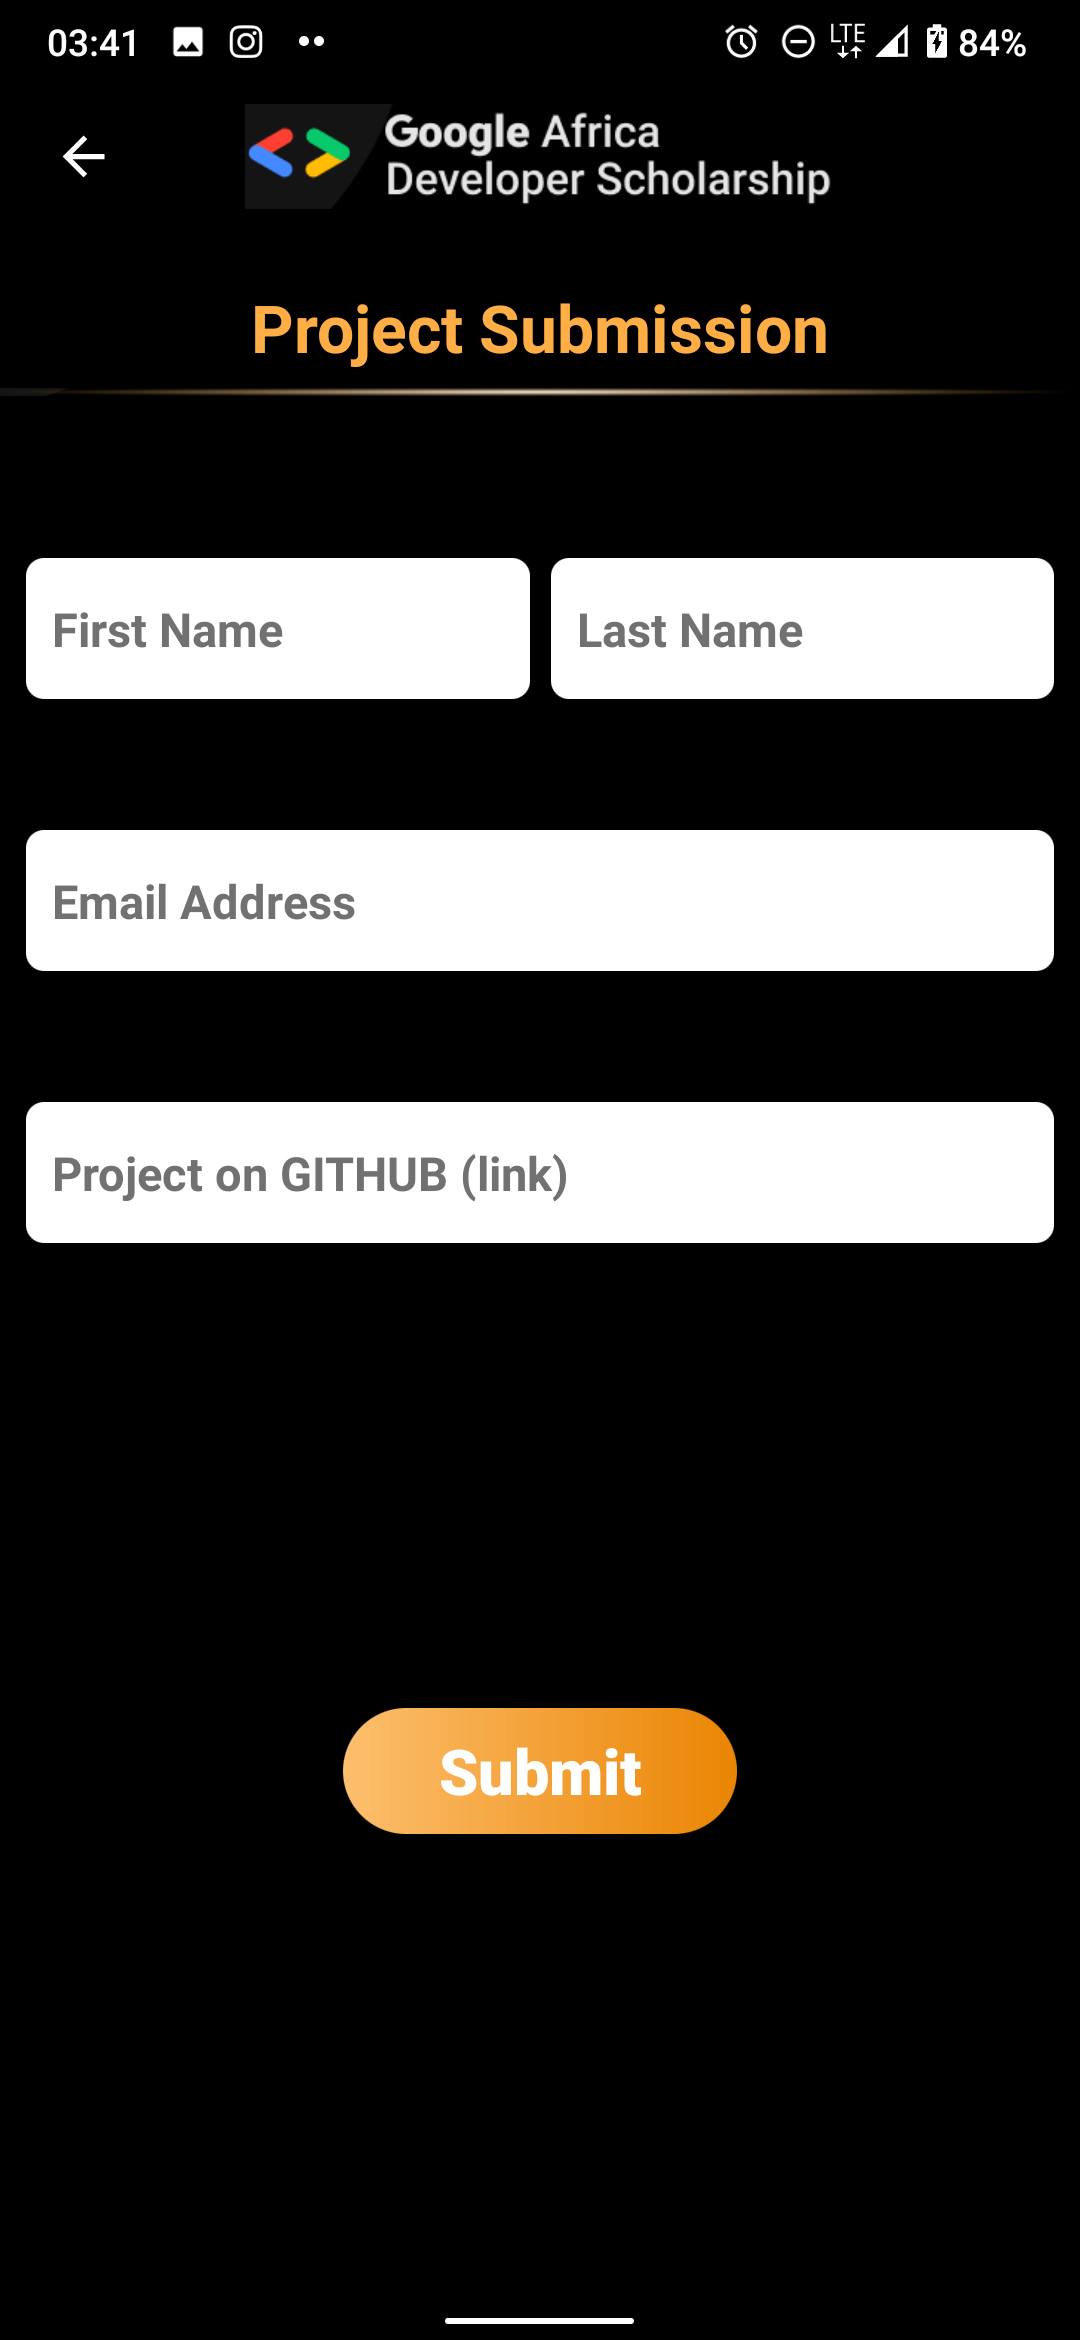 03:41 LTE 84%
Google Africa
Developer Scholarship
Project Submission
First Name Last Name
Email Address
Project on GITHUB (link)
Submit